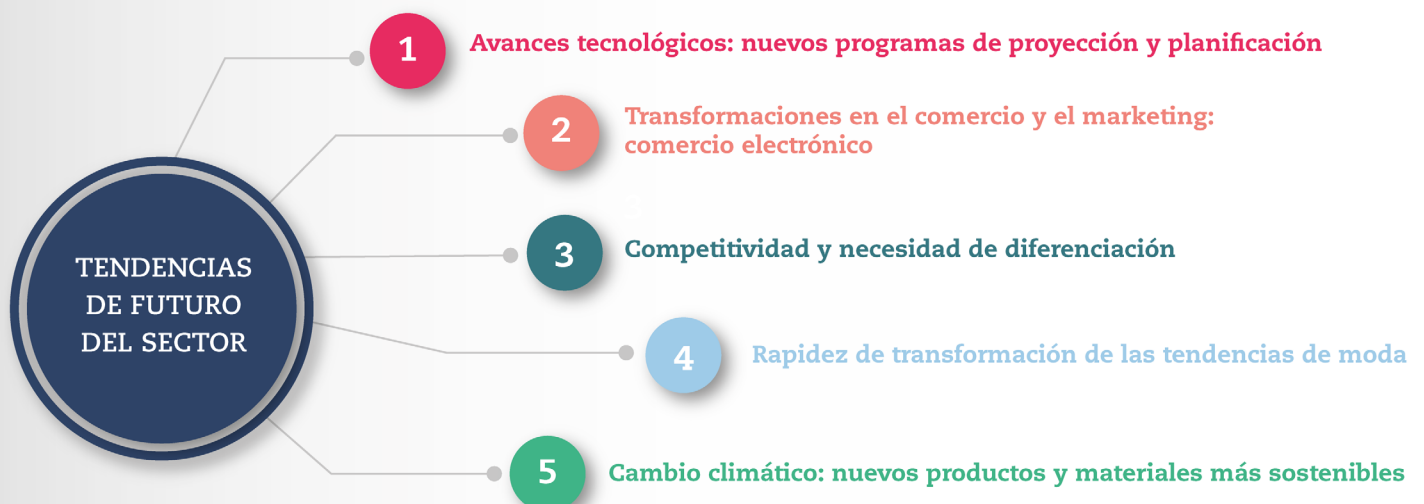 1
Avances tecnológicos: nuevos programas de proyección y planificación
2
Transformaciones en el comercio y el marketing:
comercio electrónico
3
3
Competitividad y necesidad de diferenciación
TENDENCIAS
DE FUTURO
DEL SECTOR
4
Rapidez de transformación de las tendencias de moda
5
Cambio climático: nuevos productos y materiales más sostenibles